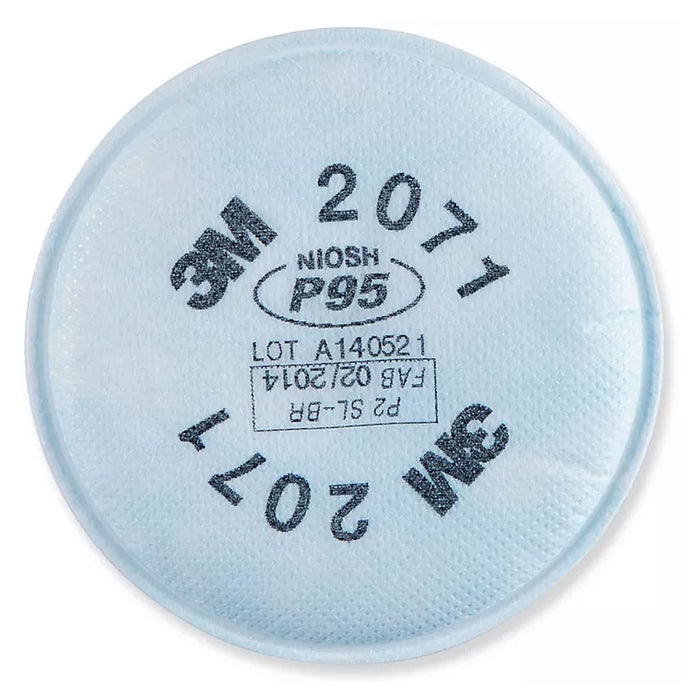 3M 2071
NIOSH
P95
LOT A140521
P2 SL-BR
FAB 02/2014
3M 2071